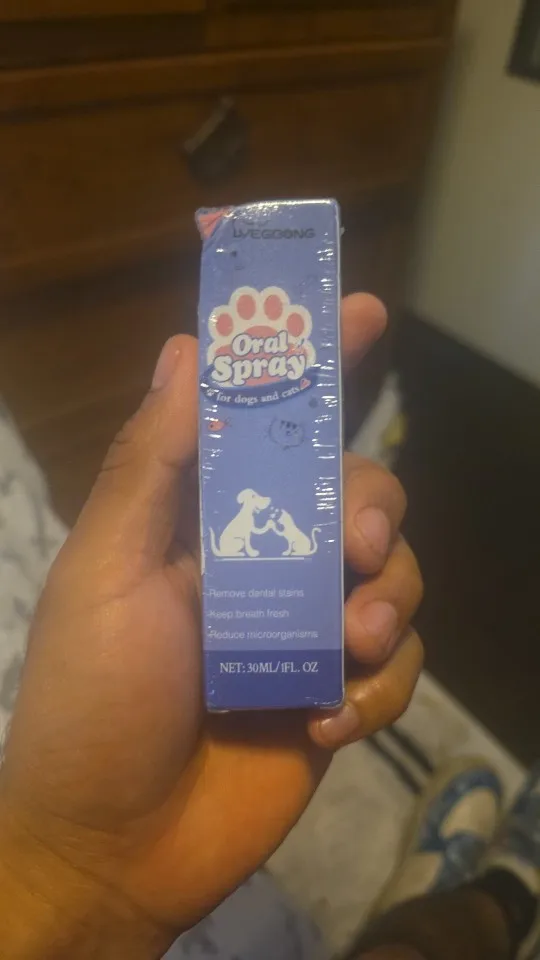 Oral
Spray
for dogs and cats
-Remove dental stains
-Keep breath fresh
-Reduce microorganisms
NET: 30ML/1FL. OZ